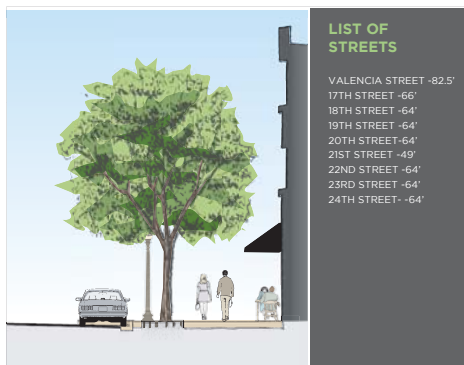 LIST OF
STREETS
VALENCIA STREET -82.5'
17TH STREET -66'
18TH STREET -64'
19TH STREET -64'
20TH STREET-64'
21ST STREET -49'
22ND STREET -64'
23RD STREET -64'
24TH STREET- -64'